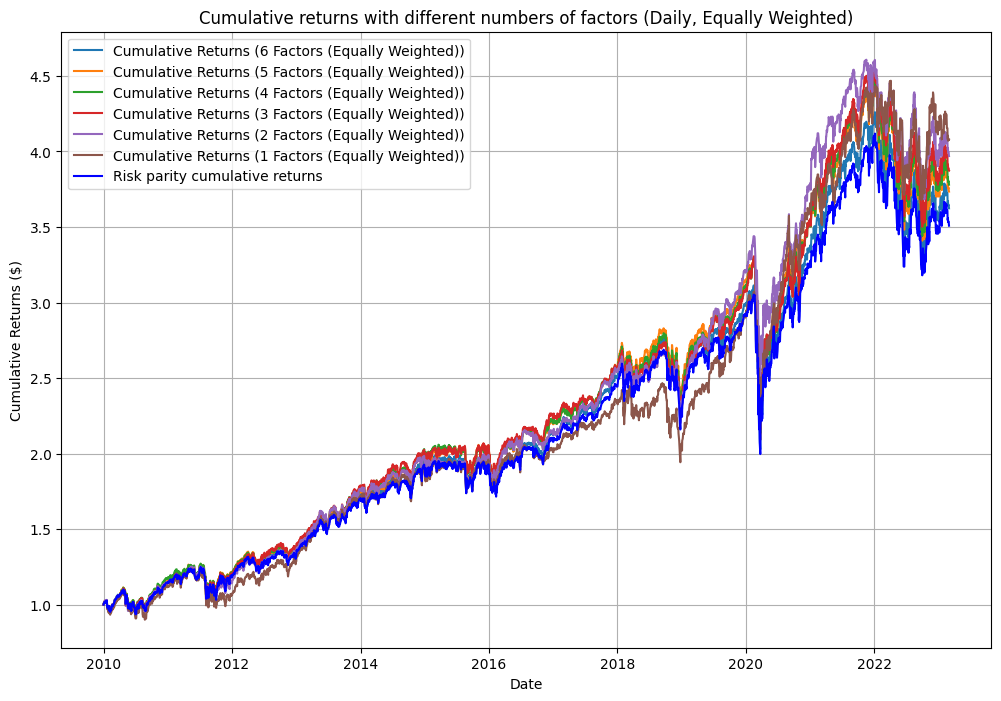 Cumulative returns with different numbers of factors (Daily, Equally Weighted)
Cumulative Returns (6 Factors (Equally Weighted))
Cumulative Returns (5 Factors (Equally Weighted))
Cumulative Returns (4 Factors (Equally Weighted))
Cumulative Returns (3 Factors (Equally Weighted))
Cumulative Returns (2 Factors (Equally Weighted))
Cumulative Returns (1 Factors (Equally Weighted))
Risk parity cumulative returns
Cumulative Returns ($)
4.5
4.0
3.5
3.0
2.5
2.0
1.5
1.0
2010 2012 2014 2016 2018 2020 2022
Date